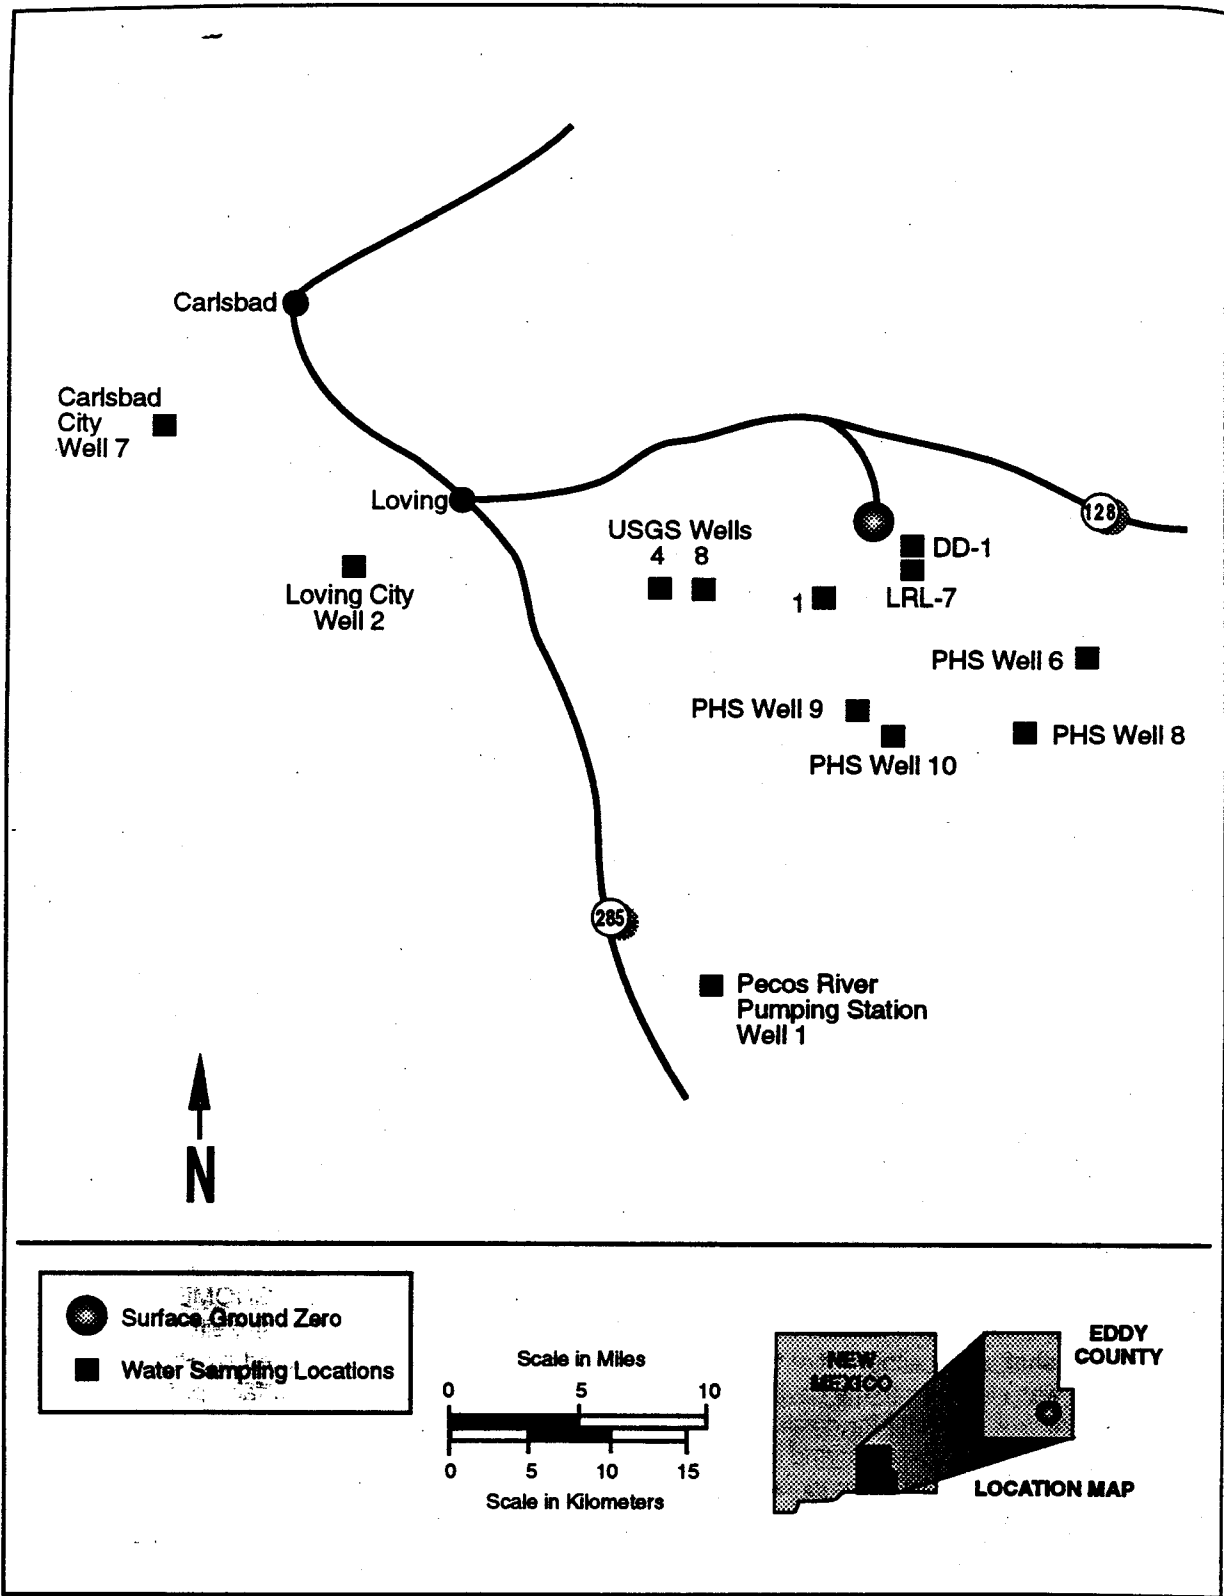 Carlsbad
Carlsbad
City
Well 7
Loving
128
USGS Wells
4 8
DD-1
Loving City
Well 2
1
LRL-7
PHS Well 6
PHS Well 9
PHS Well 8
PHS Well 10
285
Pecos River
Pumping Station
Well 1
N
Surface Ground Zero
Water Sampling Locations
Scale in Miles
0 5 10
0 5 10 15
Scale in Kilometers
NEW
MEXICO
EDDY
COUNTY
LOCATION MAP